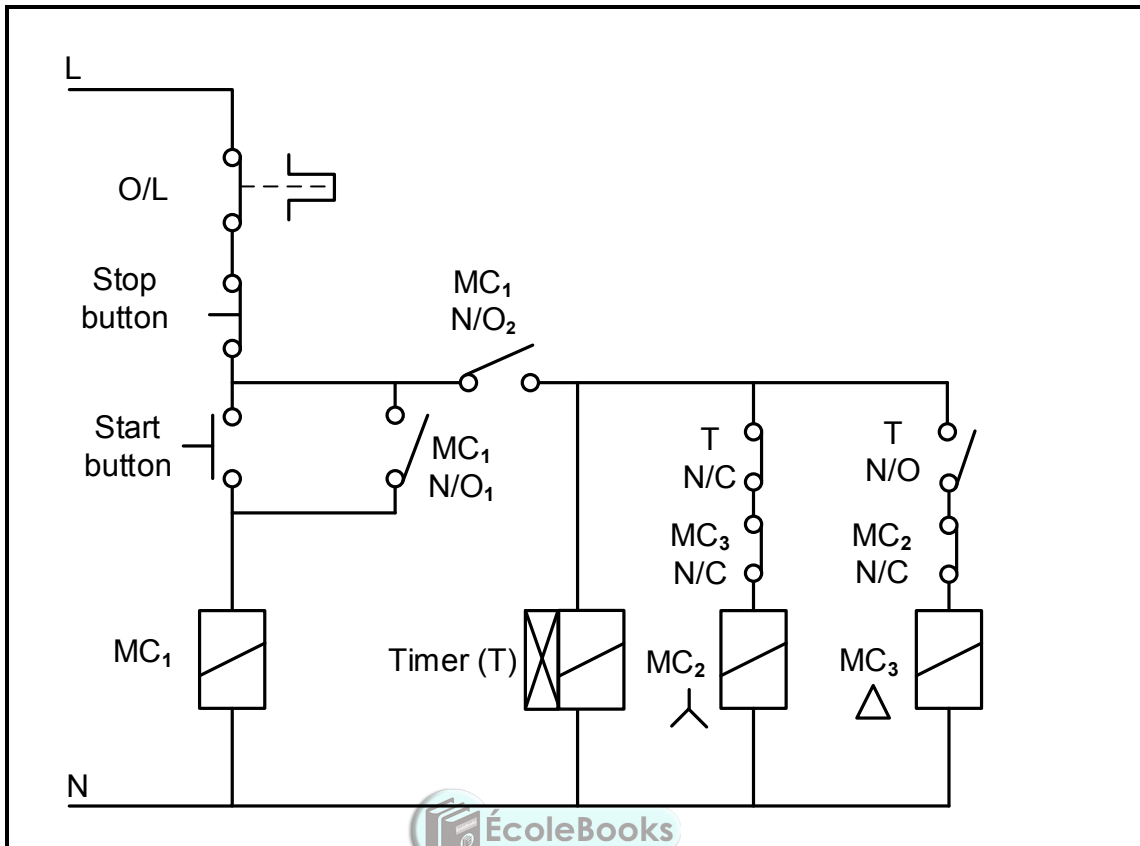 L
O/L
Stop
button
MC₁
N/O₂
Start
button
MC₁
N/O₁
T
N/C
T
N/O
MC₃
N/C
MC₂
N/C
MC₁
Timer (T)
MC₂
MC₃
N
ÉcoleBooks